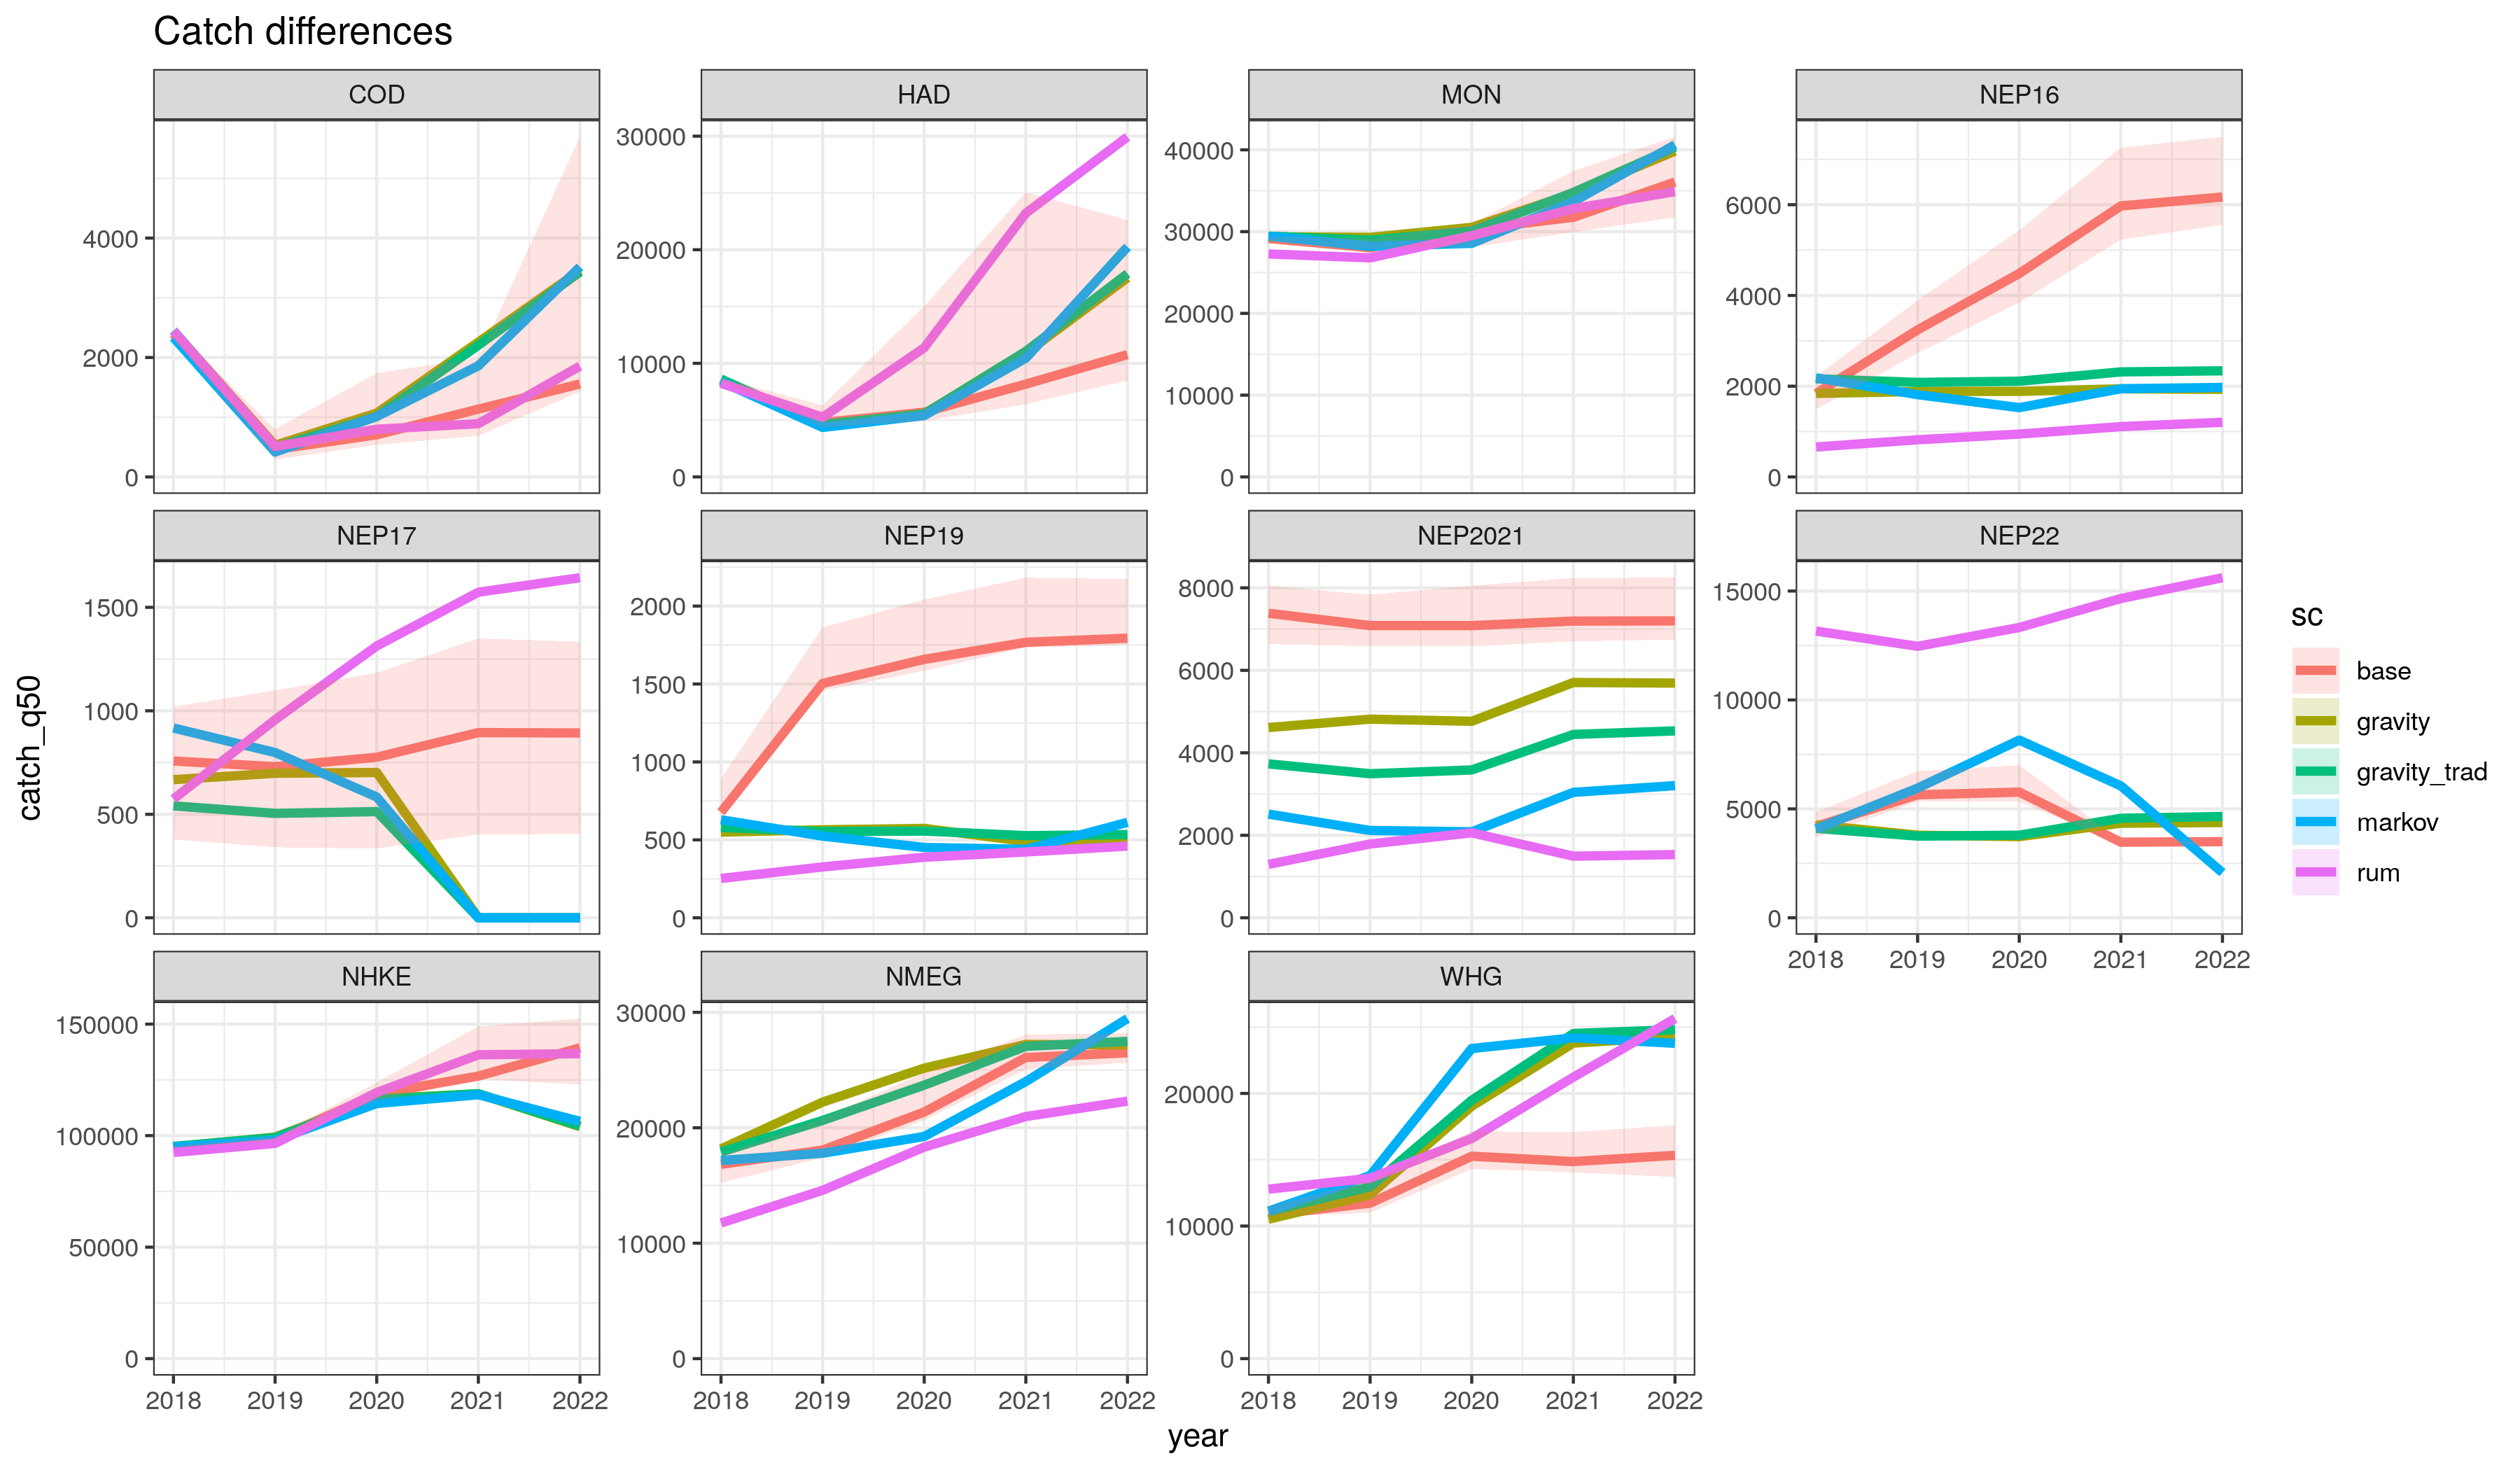 Catch differences
COD
HAD
MON
NEP16
4000
2000
0
30000
20000
10000
0
40000
30000
20000
10000
0
6000
4000
2000
0
NEP17
NEP19
NEP2021
NEP22
1500
1000
500
0
2000
1500
1000
500
0
8000
6000
4000
2000
0
15000
10000
5000
0
2018 2019 2020 2021 2022
NHKE
NMEG
WHG
150000
100000
50000
0
30000
20000
10000
0
20000
10000
0
2018 2019 2020 2021 2022
2018 2019 2020 2021 2022
2018 2019 2020 2021 2022
year
catch_q50
sc
base
gravity
gravity_trad
markov
rum